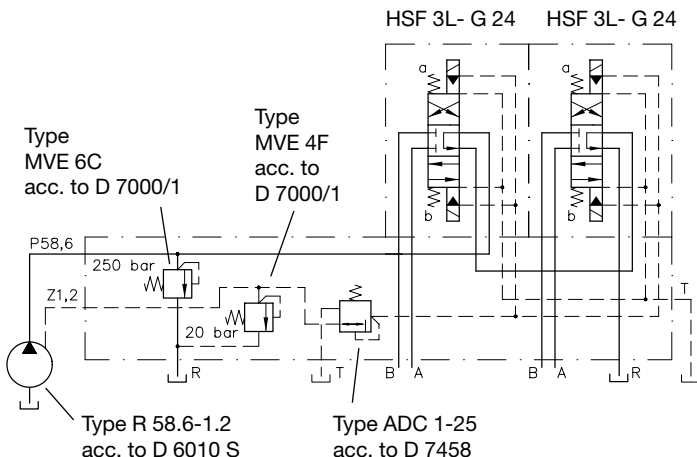 HSF 3L- G 24
HSF 3L- G 24
a
a
Type
MVE 6C
acc. to D 7000/1
Type
MVE 4F
acc. to
D 7000/1
b
b
P58,6
250 bar
Z1,2
20 bar
T
R
T
B
A
B
A
R
Type R 58.6-1.2
acc. to D 6010 S
Type ADC 1-25
acc. to D 7458